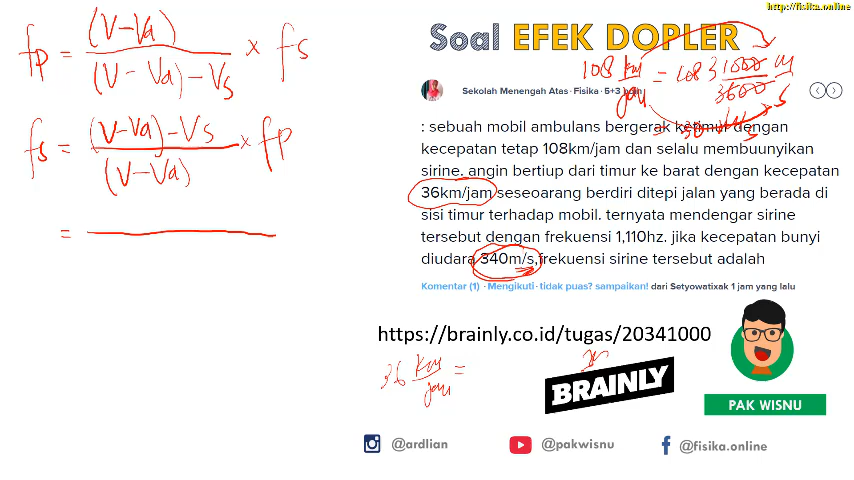 http://fisika.online
Soal EFEK DOPLER
fp = (V - Va) / (V - Va) - Vs × fs
108 km/jam = 108 1000/3600 m/s
30 m/s
Sekolah Menengah Atas · Fisika · 5+3 poin
fs = (V - Va) - Vs / (V - Va) × fp
=
: sebuah mobil ambulans bergerak ketimur dengan
kecepatan tetap 108km/jam dan selalu membuunyikan
sirine. angin bertiup dari timur ke barat dengan kecepatan
36km/jam seseoarang berdiri ditepi jalan yang berada di
sisi timur terhadap mobil. ternyata mendengar sirine
tersebut dengan frekuensi 1,110hz. jika kecepatan bunyi
diudara 340m/s,frekuensi sirine tersebut adalah
Komentar (1) · Mengikuti · tidak puas? sampaikan! dari Setyowatixak 1 jam yang lalu
https://brainly.co.id/tugas/20341000
36 km/jam =
BRAINLY
PAK WISNU
@ardlian
@pakwisnu
@fisika.online